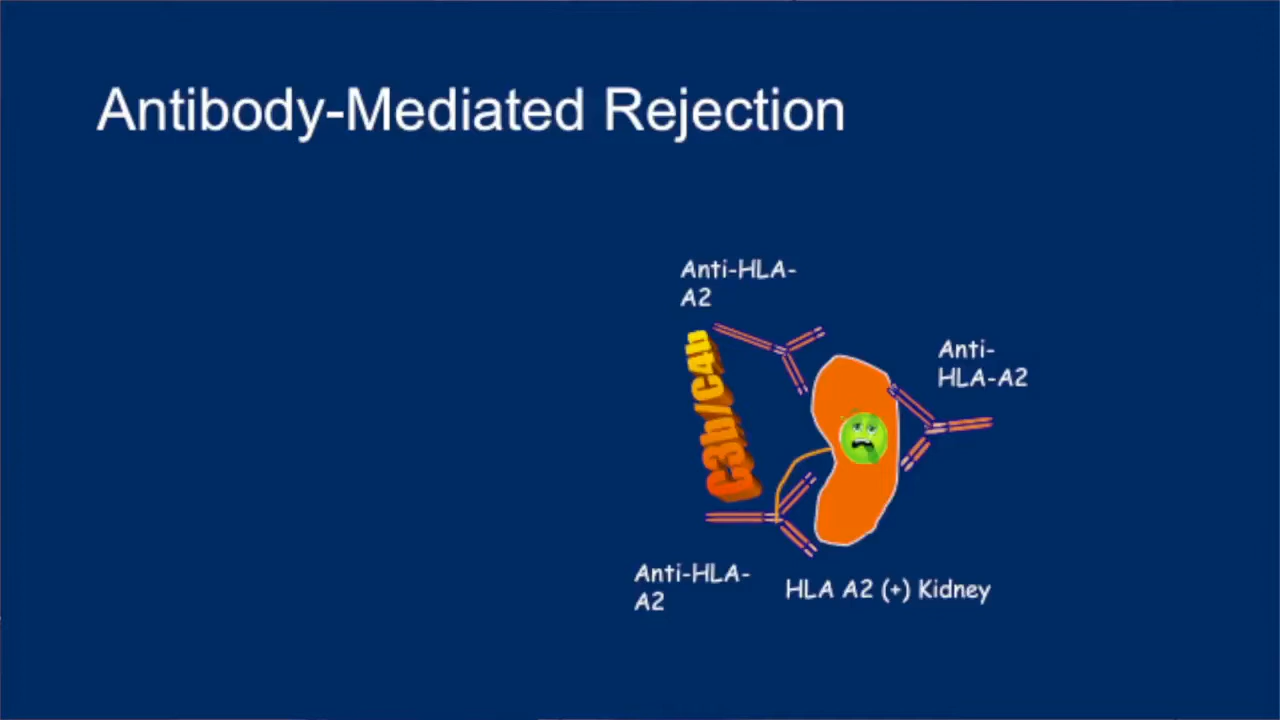 Antibody-Mediated Rejection
Anti-HLA-
A2
Anti-
HLA-A2
C3b/C4b
Anti-HLA-
A2
HLA A2 (+) Kidney